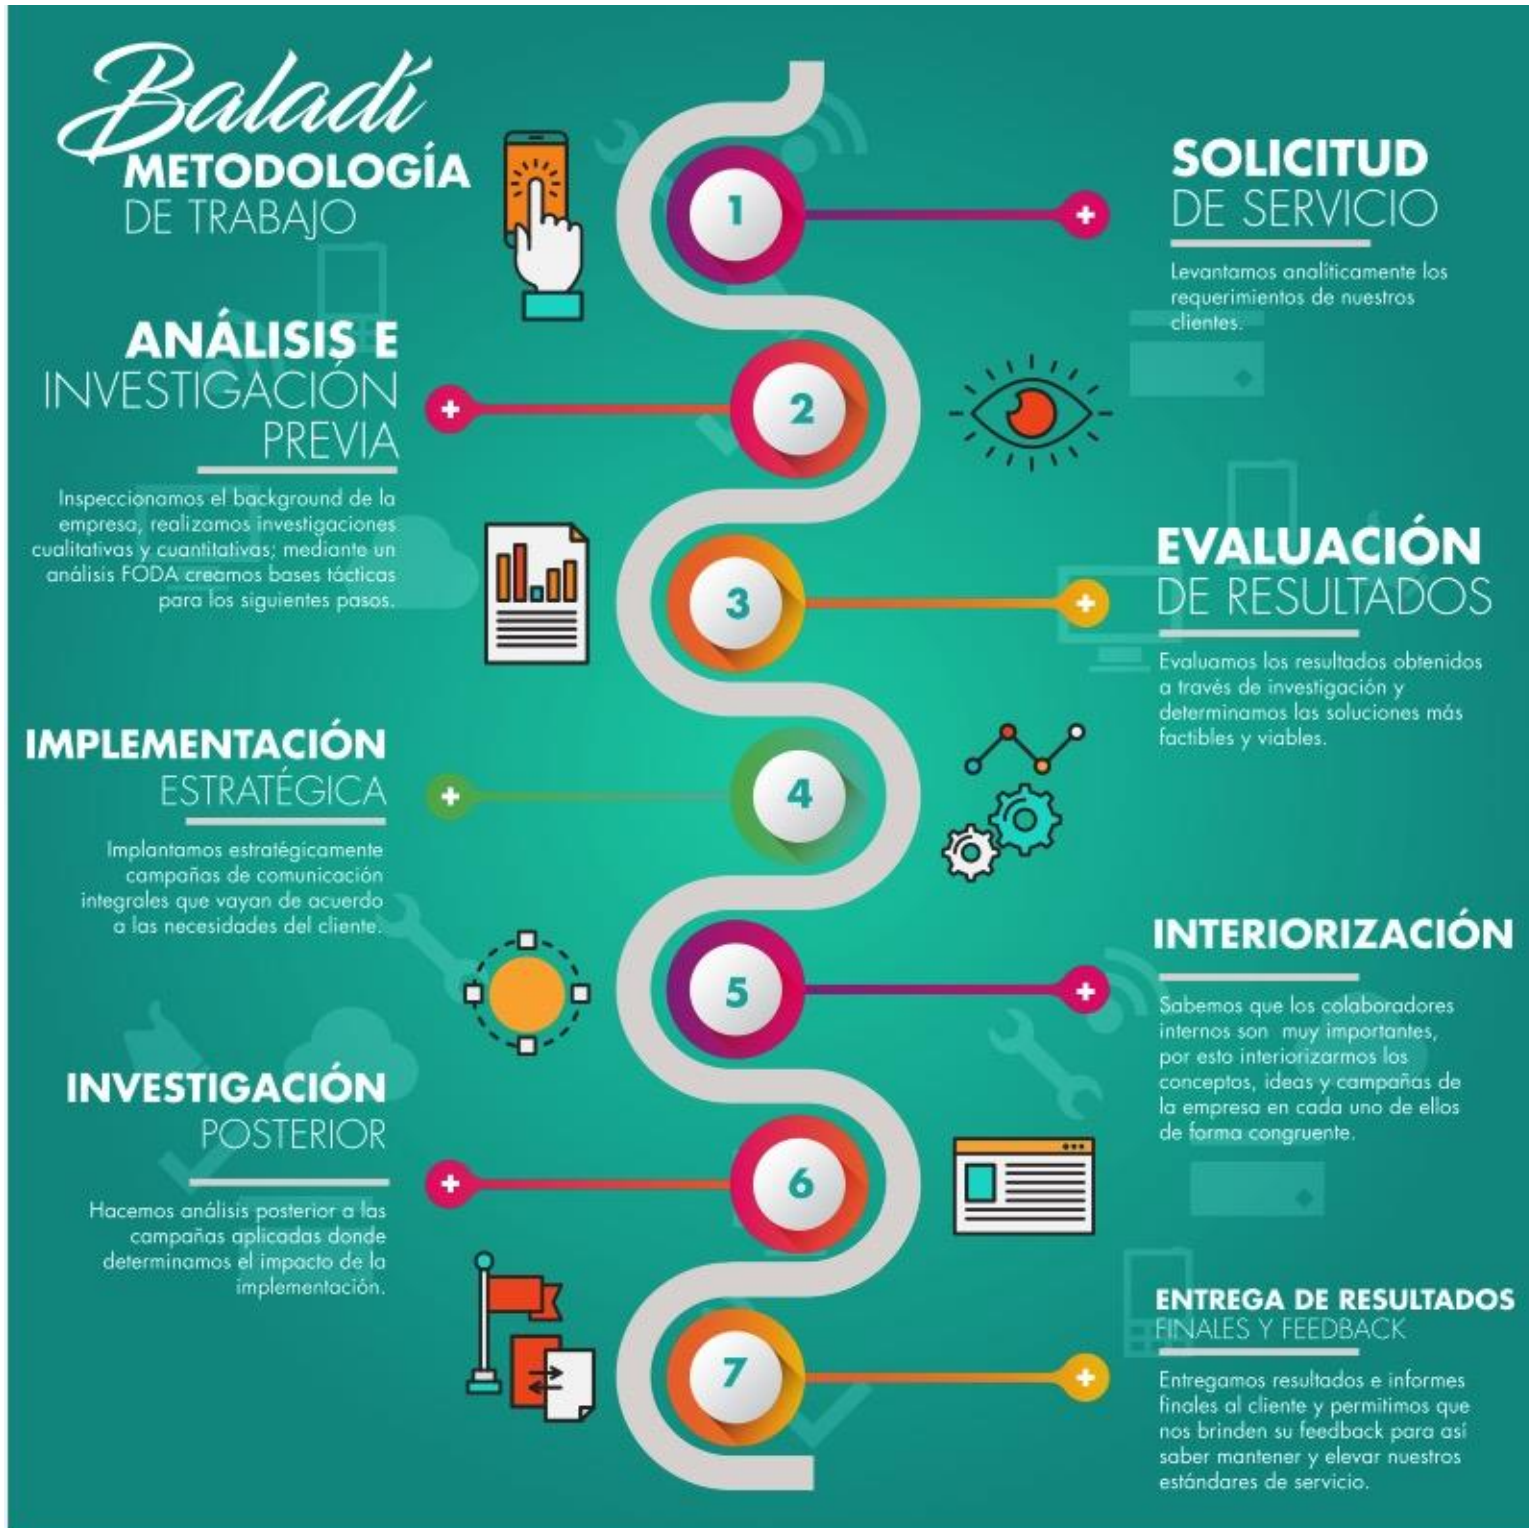 Baladí
METODOLOGÍA
DE TRABAJO
1
SOLICITUD
DE SERVICIO
Levantamos analíticamente los
requerimientos de nuestros
clientes.
ANÁLISIS E
INVESTIGACIÓN
PREVIA
2
Inspeccionamos el background de la
empresa, realizamos investigaciones
cualitativas y cuantitativas; mediante un
análisis FODA creamos bases tácticas
para los siguientes pasos.
3
EVALUACIÓN
DE RESULTADOS
Evaluamos los resultados obtenidos
a través de investigación y
determinamos las soluciones más
factibles y viables.
IMPLEMENTACIÓN
ESTRATÉGICA
4
Implantamos estratégicamente
campañas de comunicación
integrales que vayan de acuerdo
a las necesidades del cliente.
5
INTERIORIZACIÓN
Sabemos que los colaboradores
internos son muy importantes,
por esto interiorizarmos los
conceptos, ideas y campañas de
la empresa en cada uno de ellos
de forma congruente.
INVESTIGACIÓN
POSTERIOR
6
Hacemos análisis posterior a las
campañas aplicadas donde
determinamos el impacto de la
implementación.
7
ENTREGA DE RESULTADOS
FINALES Y FEEDBACK
Entregamos resultados e informes
finales al cliente y permitimos que
nos brinden su feedback para así
saber mantener y elevar nuestros
estándares de servicio.